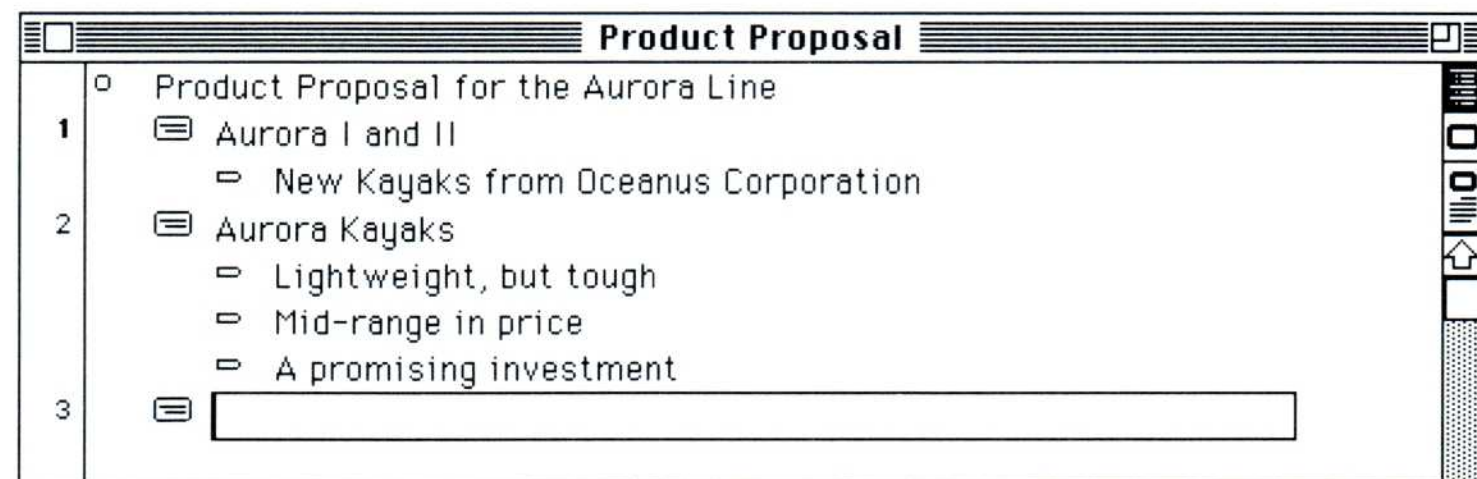 Product Proposal
Product Proposal for the Aurora Line
1 Aurora I and II
New Kayaks from Oceanus Corporation
2 Aurora Kayaks
Lightweight, but tough
Mid-range in price
A promising investment
3